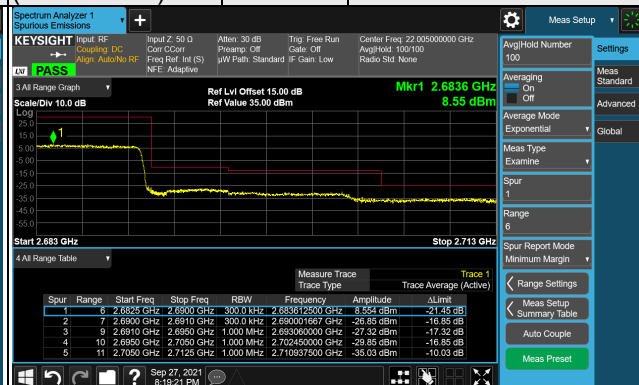 Spectrum Analyzer 1
Spurious Emissions
Meas Setup
KEYSIGHT
Input: RF
Coupling: DC
Align: Auto/No RF
Input Z: 50 Ω
Corr CCorr
Freq Ref: Int (S)
NFE: Adaptive
Atten: 30 dB
Preamp: Off
µW Path: Standard
Trig: Free Run
Gate: Off
IF Gain: Low
Center Freq: 22.00500000 GHz
Avg|Hold: 100/100
Radio Std: None
LXI
PASS
3 All Range Graph
Scale/Div 10.0 dB
Ref Lvl Offset 15.00 dB
Ref Value 35.00 dBm
Mkr1 2.6836 GHz
8.55 dBm
Log
25.0
15.0
5.00
-5.00
-15.0
-25.0
-35.0
-45.0
-55.0
1
Start 2.683 GHz
Stop 2.713 GHz
4 All Range Table
Measure Trace Trace 1
Trace Type Trace Average (Active)
Spur Range Start Freq Stop Freq RBW Frequency Amplitude ΔLimit
1 6 2.6825 GHz 2.6900 GHz 300.0 kHz 2.683612500 GHz 8.554 dBm -21.45 dB
2 7 2.6900 GHz 2.6910 GHz 300.0 kHz 2.690001667 GHz -26.85 dBm -16.85 dB
3 9 2.6910 GHz 2.6950 GHz 1.000 MHz 2.693060000 GHz -27.32 dBm -17.32 dB
4 10 2.6950 GHz 2.7050 GHz 1.000 MHz 2.702450000 GHz -29.85 dBm -16.85 dB
5 11 2.7050 GHz 2.7125 GHz 1.000 MHz 2.710937500 GHz -35.03 dBm -10.03 dB
Avg|Hold Number
100
Averaging
On
Off
Average Mode
Exponential
Meas Type
Examine
Spur
1
Range
6
Spur Report Mode
Minimum Margin
Range Settings
Meas Setup
Summary Table
Auto Couple
Meas Preset
Settings
Meas
Standard
Advanced
Global
Sep 27, 2021
8:19:21 PM